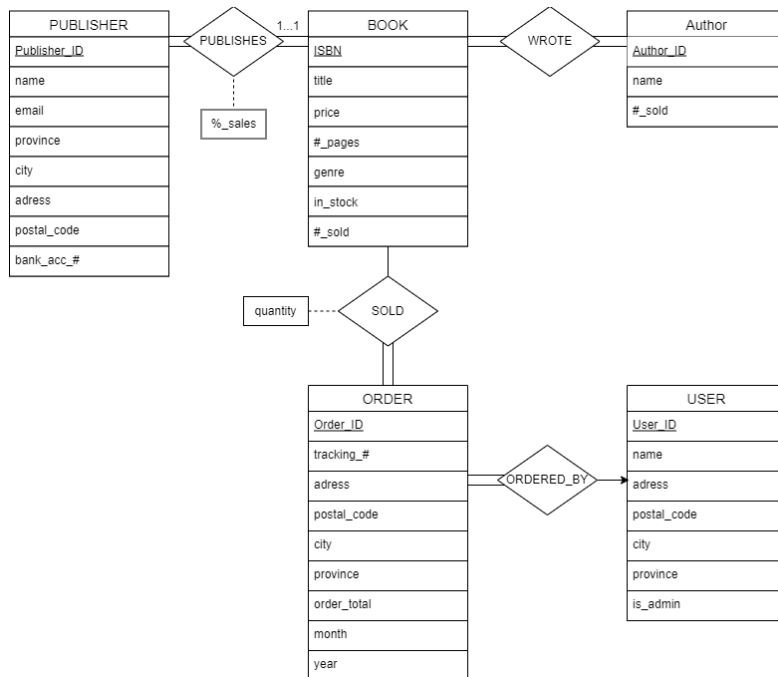 PUBLISHER
Publisher_ID
name
email
province
city
adress
postal_code
bank_acc_#
PUBLISHES
%_sales
1...1
BOOK
ISBN
title
price
#_pages
genre
in_stock
#_sold
WROTE
Author
Author_ID
name
#_sold
quantity
SOLD
ORDER
Order_ID
tracking_#
adress
postal_code
city
province
order_total
month
year
ORDERED_BY
USER
User_ID
name
adress
postal_code
city
province
is_admin